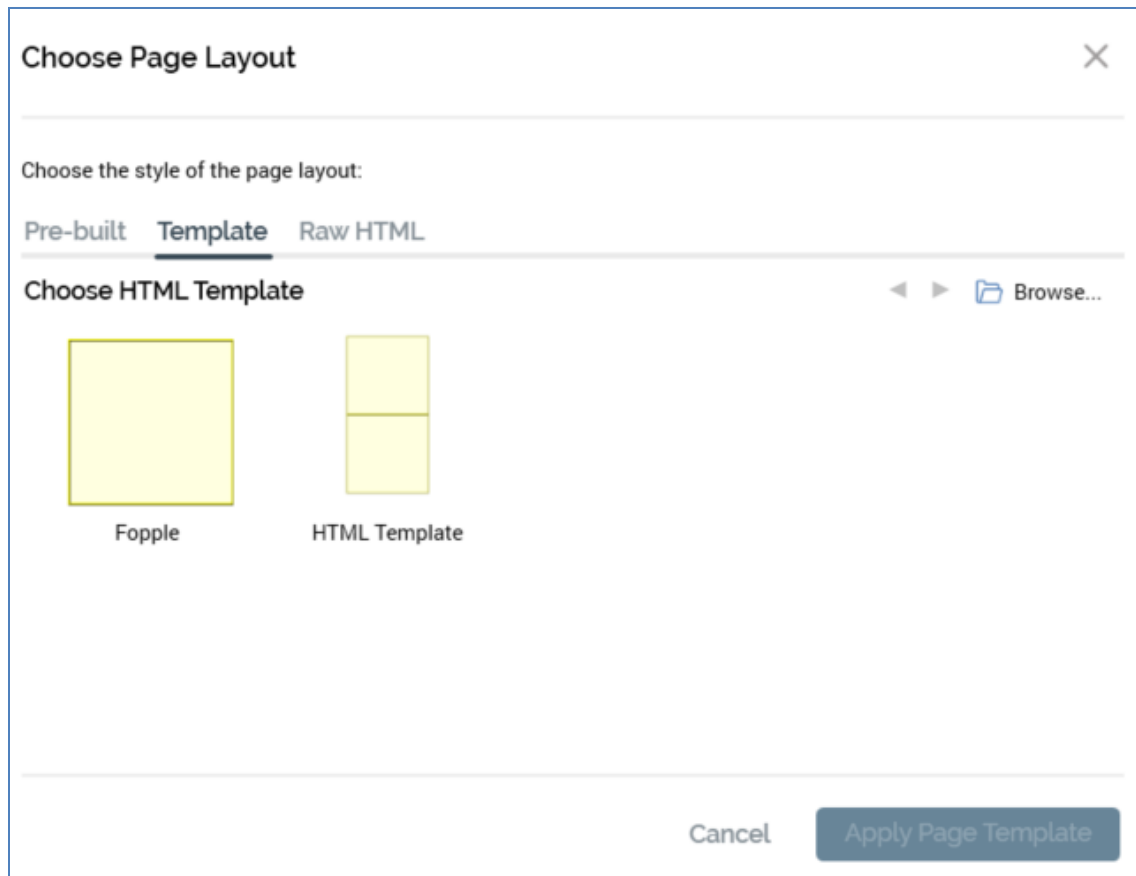 Choose Page Layout
Choose the style of the page layout:
Pre-built Template Raw HTML
Choose HTML Template Browse...
Fopple HTML Template
Cancel Apply Page Template